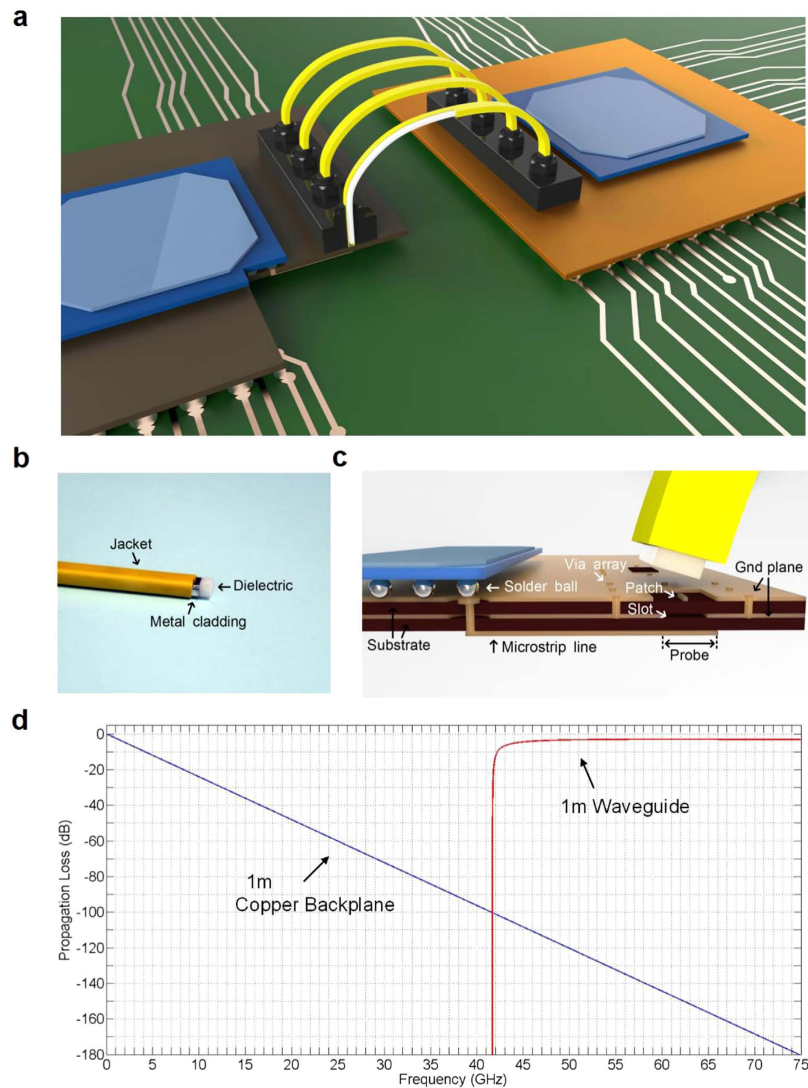 a
b
c
Jacket
Dielectric
Metal cladding
Via array
Gnd plane
Solder ball
Patch
Slot
Substrate
Microstrip line
Probe
d
Propagation Loss (dB)
0
-20
-40
-60
-80
-100
-120
-140
-160
-180
1m Waveguide
1m
Copper Backplane
0 5 10 15 20 25 30 35 40 45 50 55 60 65 70 75
Frequency (GHz)